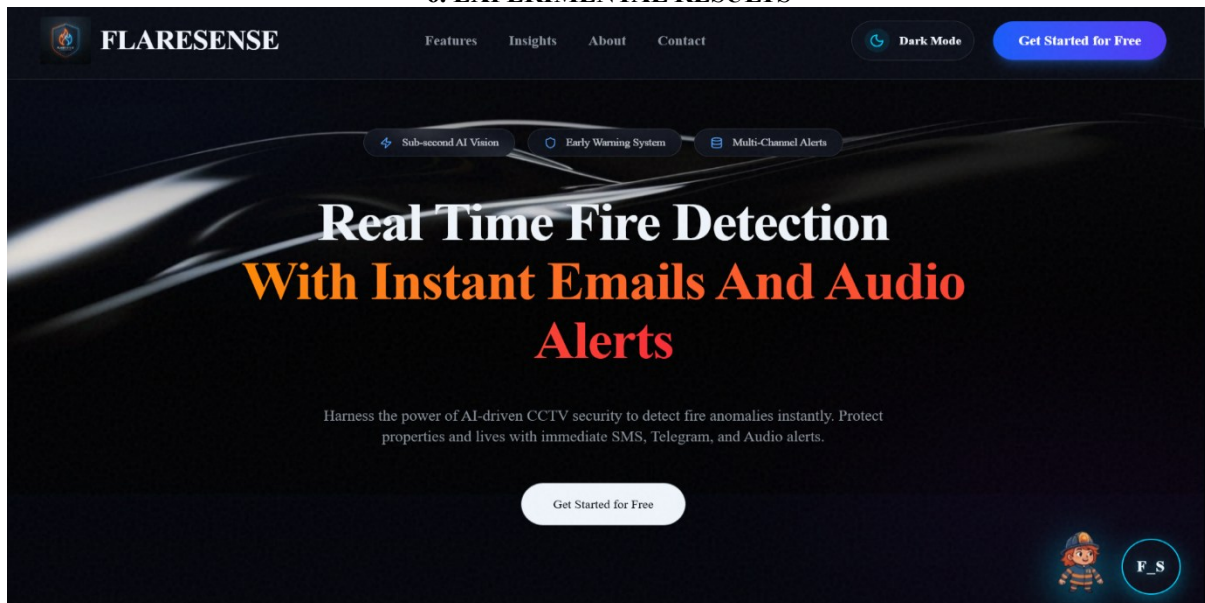 6. EXPERIMENTAL RESULTS
FLARESENSE
Features Insights About Contact
Dark Mode
Get Started for Free
Sub-second AI Vision
Early Warning System
Multi-Channel Alerts
Real Time Fire Detection
With Instant Emails And Audio
Alerts
Harness the power of AI-driven CCTV security to detect fire anomalies instantly. Protect
properties and lives with immediate SMS, Telegram, and Audio alerts.
Get Started for Free
F_S